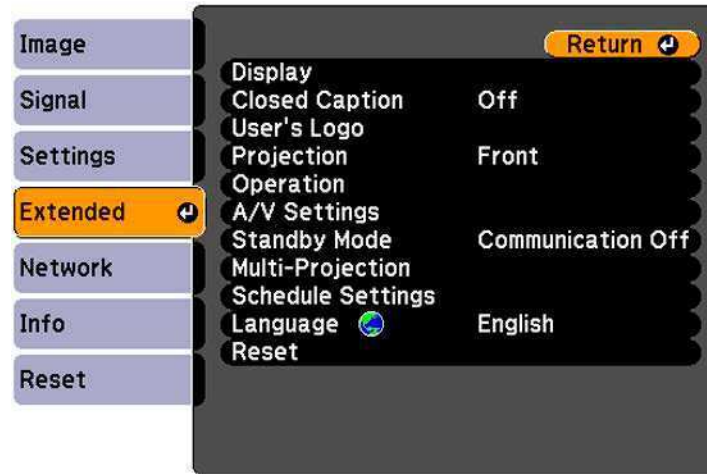 Image
Signal
Settings
Extended
Network
Info
Reset
Return
Display
Closed Caption Off
User's Logo
Projection Front
Operation
A/V Settings
Standby Mode Communication Off
Multi-Projection
Schedule Settings
Language English
Reset